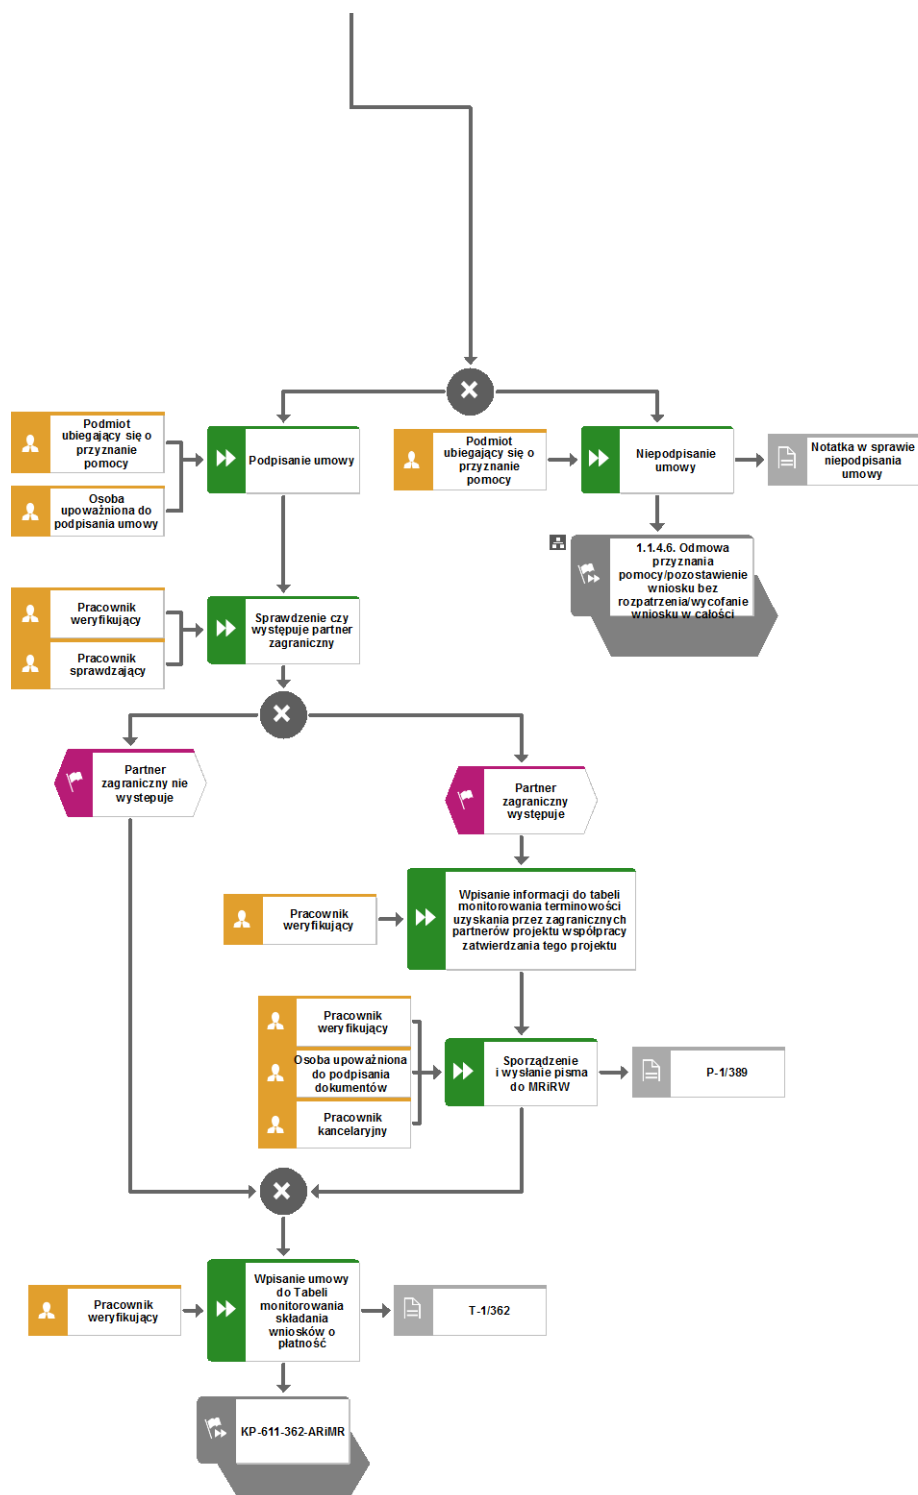 Podmiot
ubiegający się o
przyznanie
pomocy
Osoba
upoważniona do
podpisania umowy
Podpisanie umowy
Podmiot
ubiegający się o
przyznanie
pomocy
Niepodpisanie
umowy
Notatka w sprawie
niepodpisania
umowy
1.1.4.6. Odmowa
przyznania
pomocy/pozostawienie
wniosku bez
rozpatrzenia/wycofanie
wniosku w całości
Pracownik
weryfikujący
Pracownik
sprawdzający
Sprawdzenie czy
występuje partner
zagraniczny
Partner
zagraniczny nie
wystepuje
Partner
zagraniczny
występuje
Pracownik
weryfikujący
Wpisanie informacji do tabeli
monitorowania terminowości
uzyskania przez zagranicznych
partnerów projektu współpracy
zatwierdzania tego projektu
Pracownik
weryfikujący
Osoba upoważniona
do podpisania
dokumentów
Pracownik
kancelaryjny
Sporządzenie
i wysłanie pisma
do MRiRW
P-1/389
Pracownik
weryfikujący
Wpisanie umowy
do Tabeli
monitorowania
składania
wniosków o
płatność
T-1/362
KP-611-362-ARiMR